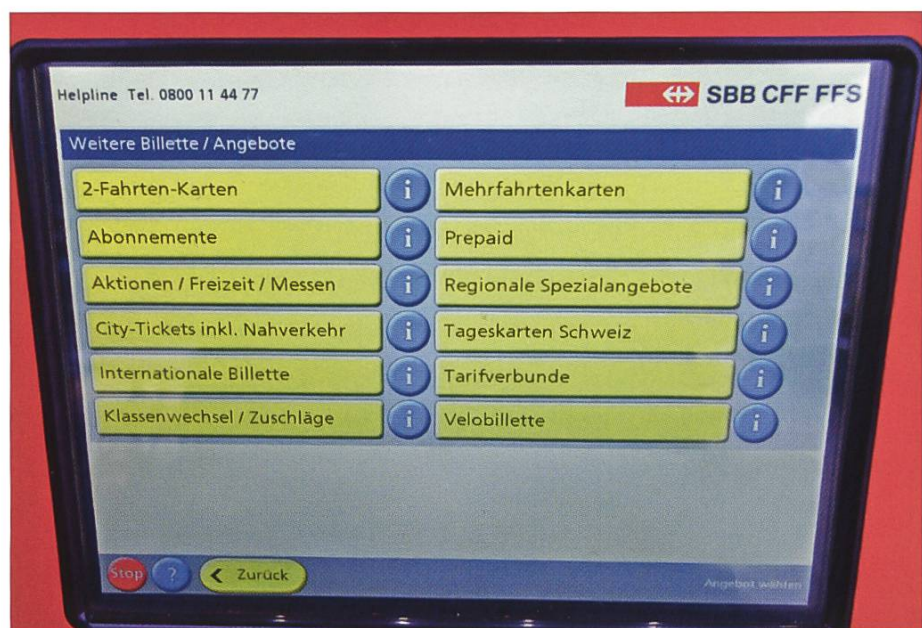 Helpline Tel. 0800 11 44 77
SBB CFF FFS
Weitere Billette / Angebote
2-Fahrten-Karten i Mehrfahrtenkarten i
Abonnemente i Prepaid i
Aktionen / Freizeit / Messen i Regionale Spezialangebote i
City-Tickets inkl. Nahverkehr i Tageskarten Schweiz i
Internationale Billette i Tarifverbunde i
Klassenwechsel / Zuschläge i Velobillette i
Stop ? Zurück
Angebot wählen